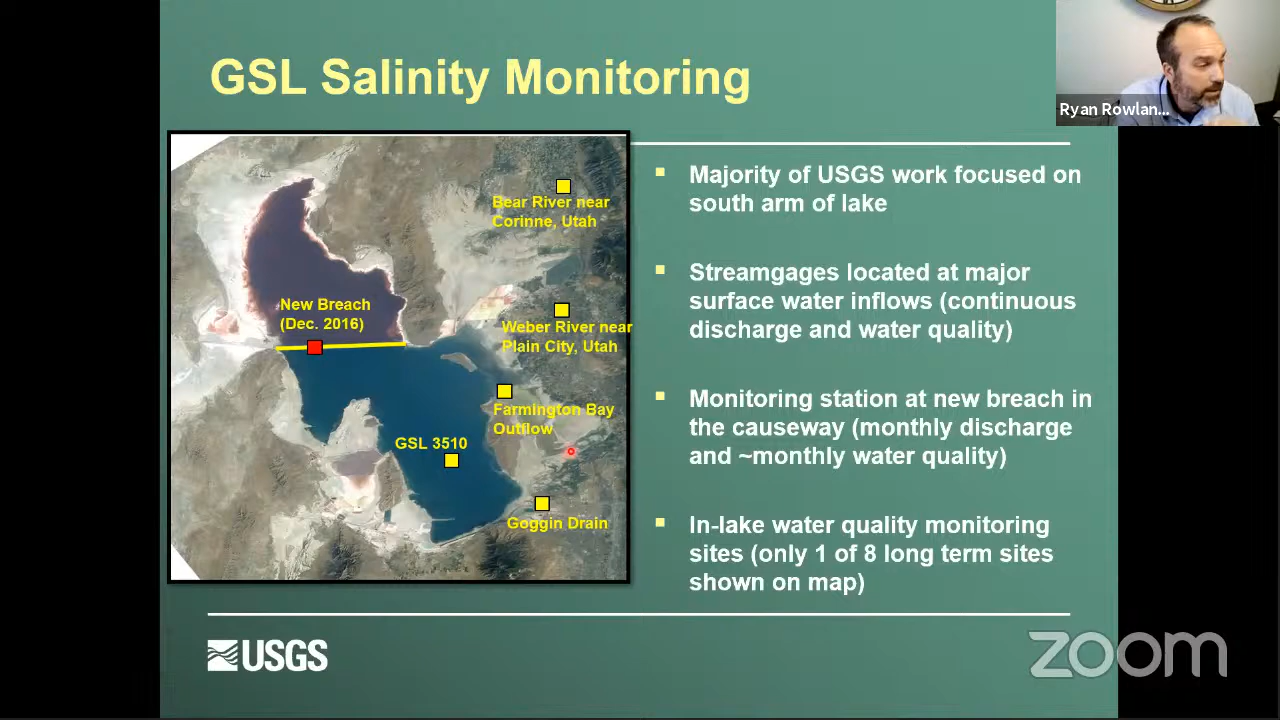 GSL Salinity Monitoring
Ryan Rowlan...
Bear River near
Corinne, Utah
New Breach
(Dec. 2016)
Weber River near
Plain City, Utah
Farmington Bay
Outflow
GSL 3510
Goggin Drain
▪ Majority of USGS work focused on
south arm of lake
▪ Streamgages located at major
surface water inflows (continuous
discharge and water quality)
▪ Monitoring station at new breach in
the causeway (monthly discharge
and ~monthly water quality)
▪ In-lake water quality monitoring
sites (only 1 of 8 long term sites
shown on map)
USGS
zoom